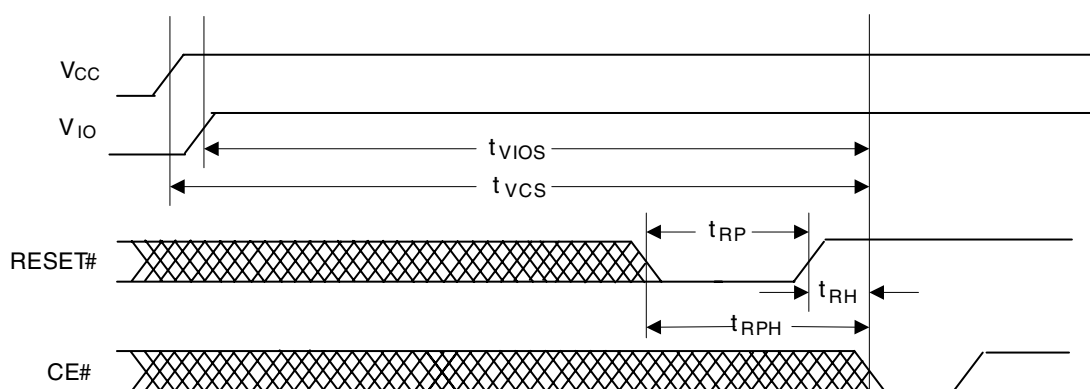 VCC
VIO
tVIOS
tVCS
RESET#
tRP
tRH
tRPH
CE#